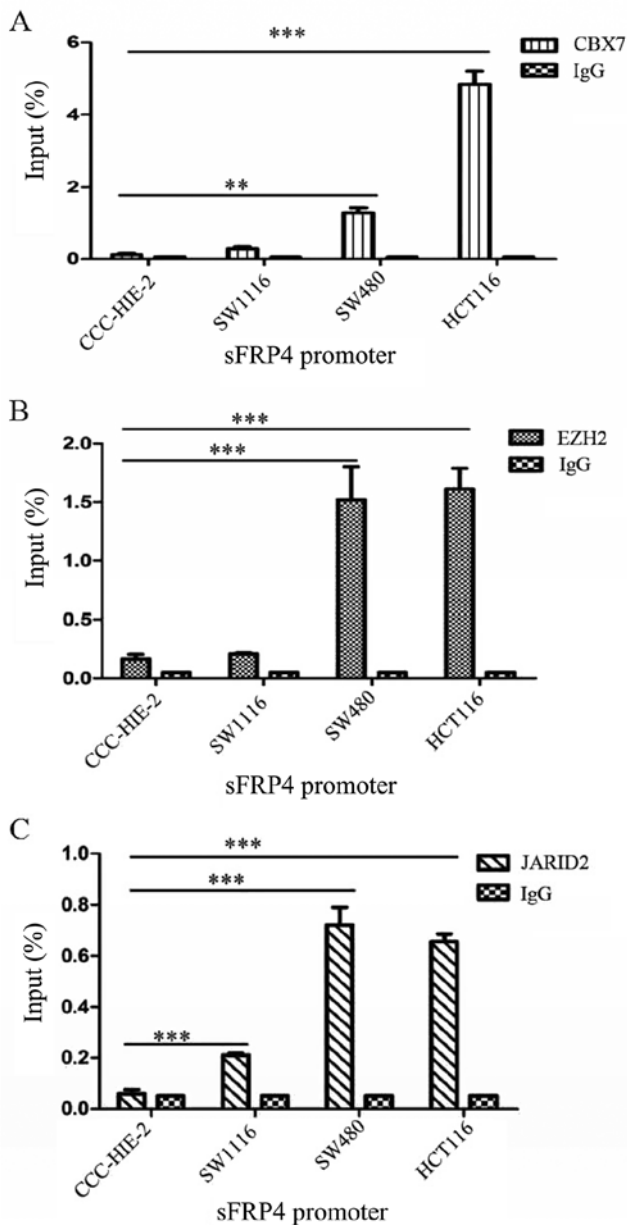 A
***
CBX7
IgG
6
4
2
0
Input (%)
**
CCC-HIE-2
SW1116
SW480
HCT116
sFRP4 promoter
B
***
***
EZH2
IgG
2.0
1.5
1.0
0.5
0.0
Input (%)
CCC-HIE-2
SW1116
SW480
HCT116
sFRP4 promoter
C
***
***
***
JARID2
IgG
1.0
0.8
0.6
0.4
0.2
0.0
Input (%)
CCC-HIE-2
SW1116
SW480
HCT116
sFRP4 promoter